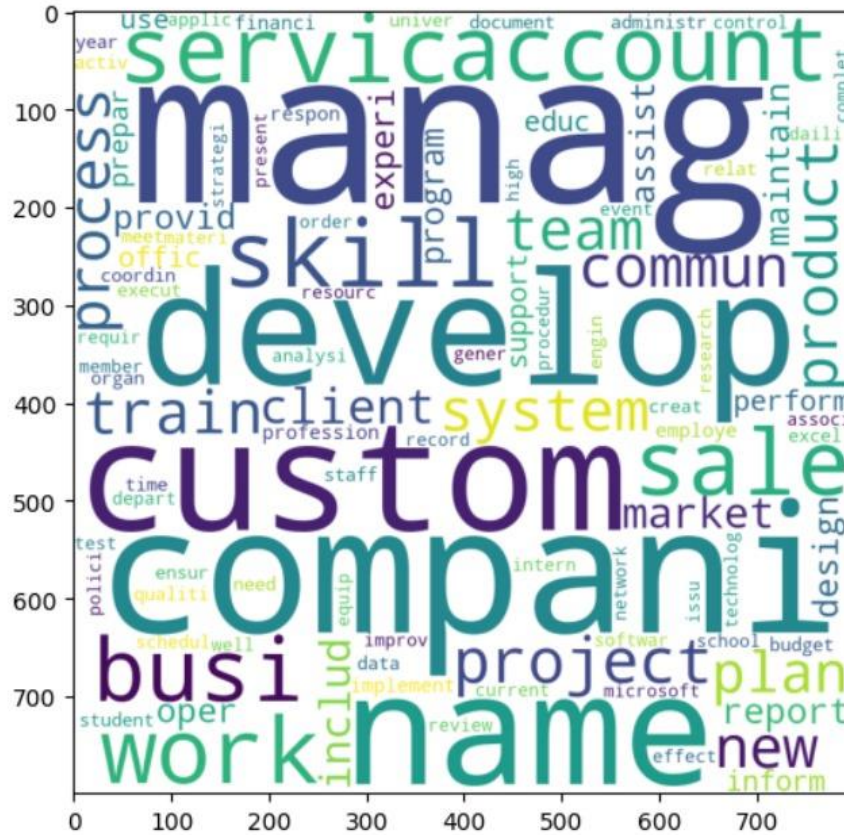 0
100
200
300
400
500
600
700
0 100 200 300 400 500 600 700
use applic financi univer document administr control
year
activ
servic account
complet
manag
process
prepar
strategi
present
respon
experi
program
high
educ
assist
relat
maintain
daili
product
provid
order
event
team
meet materi
offic
skill
commun
coordin
execut
resourc
support
procedur
engin
research
develop
requir
analysi
gener
member
organ
train client system creat perform
associ
profession record employe excel
custom
time
depart
staff
sale
market
design
test
polici
compani
ensur
qualiti
need
equip
intern
network
issu
technolog
schedul well improv softwar school budget
busi
includ
data
implement
project
current
microsoft
plan
student
oper
work
name
review
effect
report
new
inform